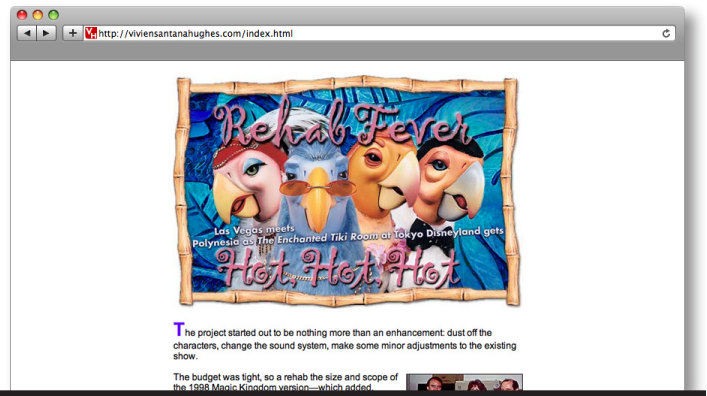 http://viviensantanahughes.com/index.html
Rehab Fever
Las Vegas meets
Polynesia as The Enchanted Tiki Room at Tokyo Disneyland gets
Hot, Hot, Hot
The project started out to be nothing more than an enhancement: dust off the
characters, change the sound system, make some minor adjustments to the existing
show.
The budget was tight, so a rehab the size and scope of
the 1998 Magic Kingdom version—which added,